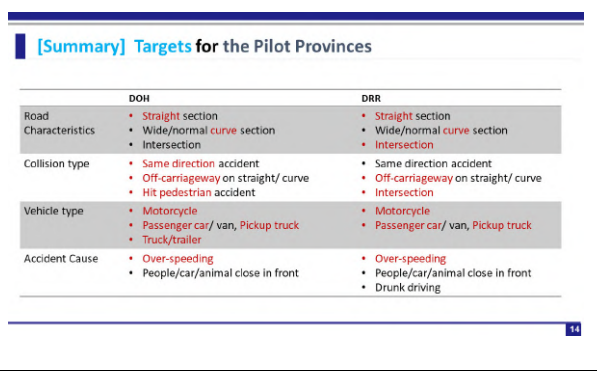 [Summary] Targets for the Pilot Provinces
DOH DRR
Road Characteristics
• Straight section
• Wide/normal curve section
• Intersection
• Straight section
• Wide/normal curve section
• Intersection
Collision type
• Same direction accident
• Off-carriageway on straight/ curve
• Hit pedestrian accident
• Same direction accident
• Off-carriageway on straight/ curve
• Intersection
Vehicle type
• Motorcycle
• Passenger car/ van, Pickup truck
• Truck/trailer
• Motorcycle
• Passenger car/ van, Pickup truck
Accident Cause
• Over-speeding
• People/car/animal close in front
• Over-speeding
• People/car/animal close in front
• Drunk driving
14